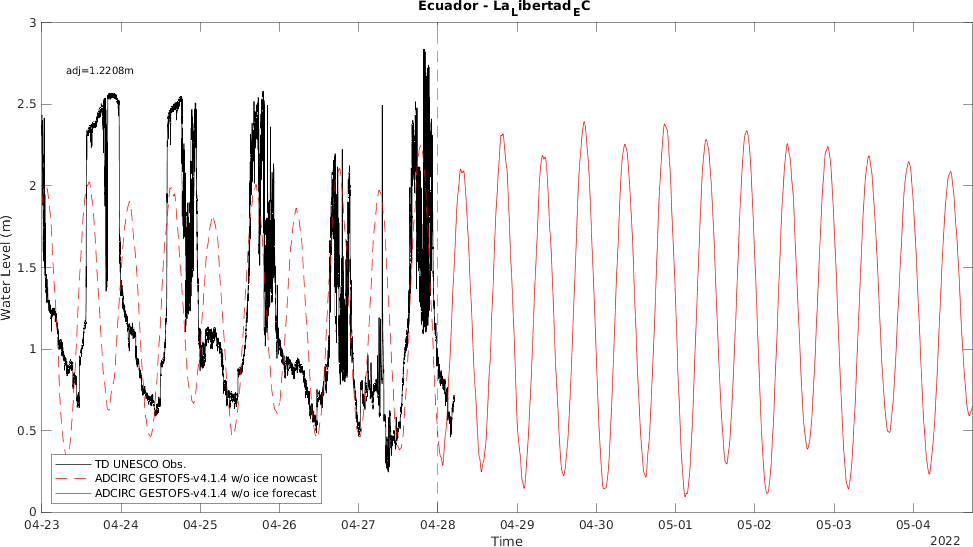 Ecuador - LaLibertadEC
3
adj=1.2208m
2.5
2
1.5
1
0.5
0
Water Level (m)
TD UNESCO Obs.
ADCIRC GESTOFS-v4.1.4 w/o ice nowcast
ADCIRC GESTOFS-v4.1.4 w/o ice forecast
04-23 04-24 04-25 04-26 04-27 04-28 04-29 04-30 05-01 05-02 05-03 05-04
Time
2022